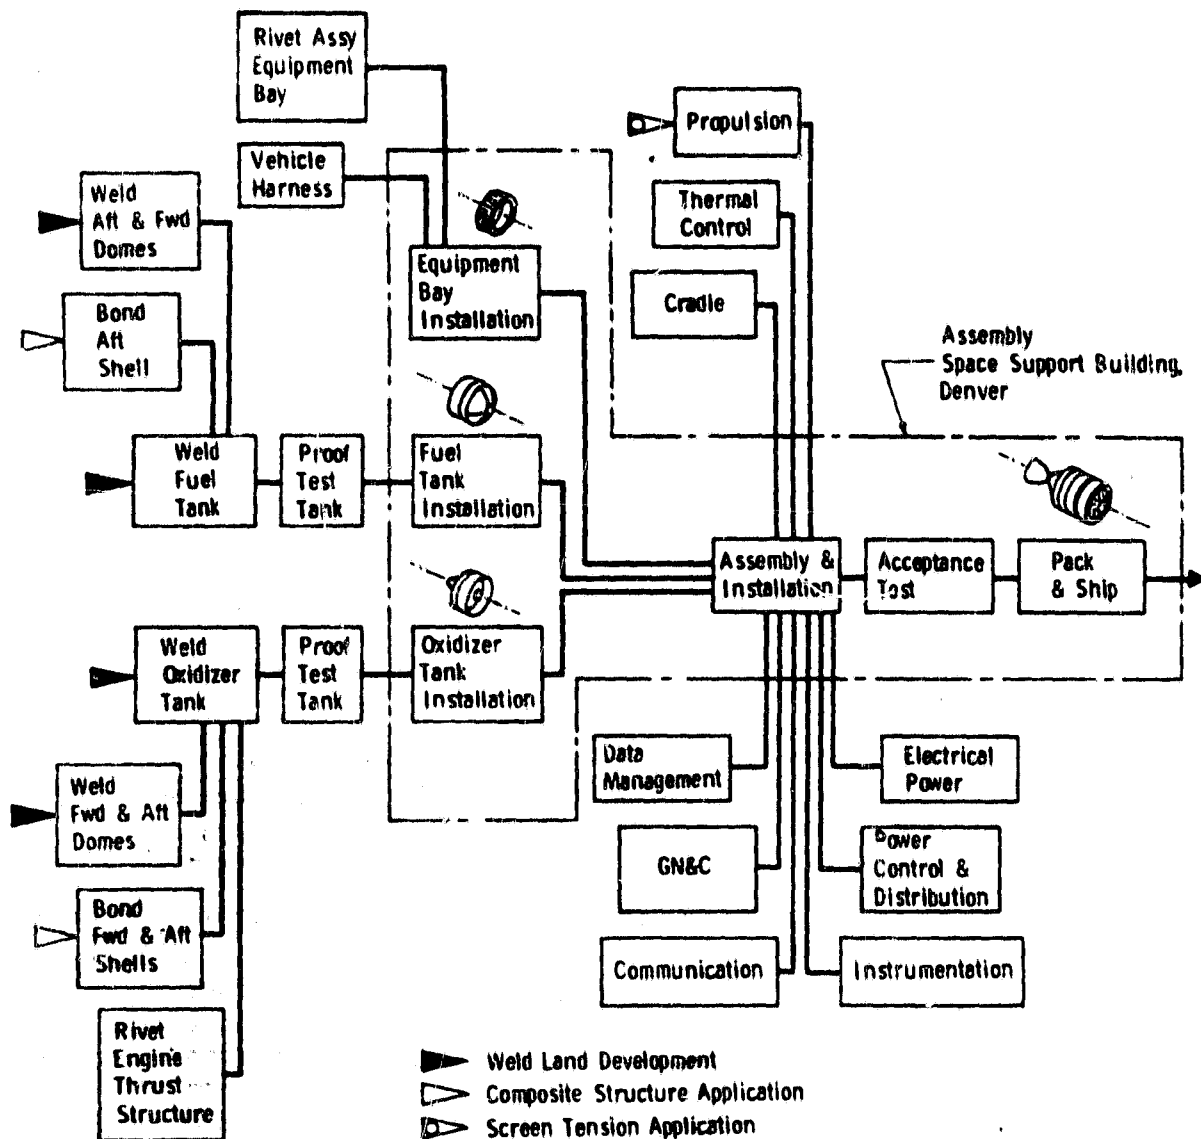 Rivet Assy
Equipment
Bay
Vehicle
Harness
Weld
Aft & Fwd
Domes
Bond
Aft
Shell
Weld
Fuel
Tank
Proof
Test
Tank
Equipment
Bay
Installation
Fuel
Tank
Installation
Propulsion
Thermal
Control
Cradle
Assembly
Space Support Building,
Denver
Assembly &
Installation
Acceptance
Test
Pack
& Ship
Weld
Oxidizer
Tank
Proof
Test
Tank
Oxidizer
Tank
Installation
Weld
Fwd & Aft
Domes
Bond
Fwd & Aft
Shells
Rivet
Engine
Thrust
Structure
Data
Management
GN&C
Communication
Electrical
Power
Power
Control &
Distribution
Instrumentation
Weld Land Development
Composite Structure Application
Screen Tension Application